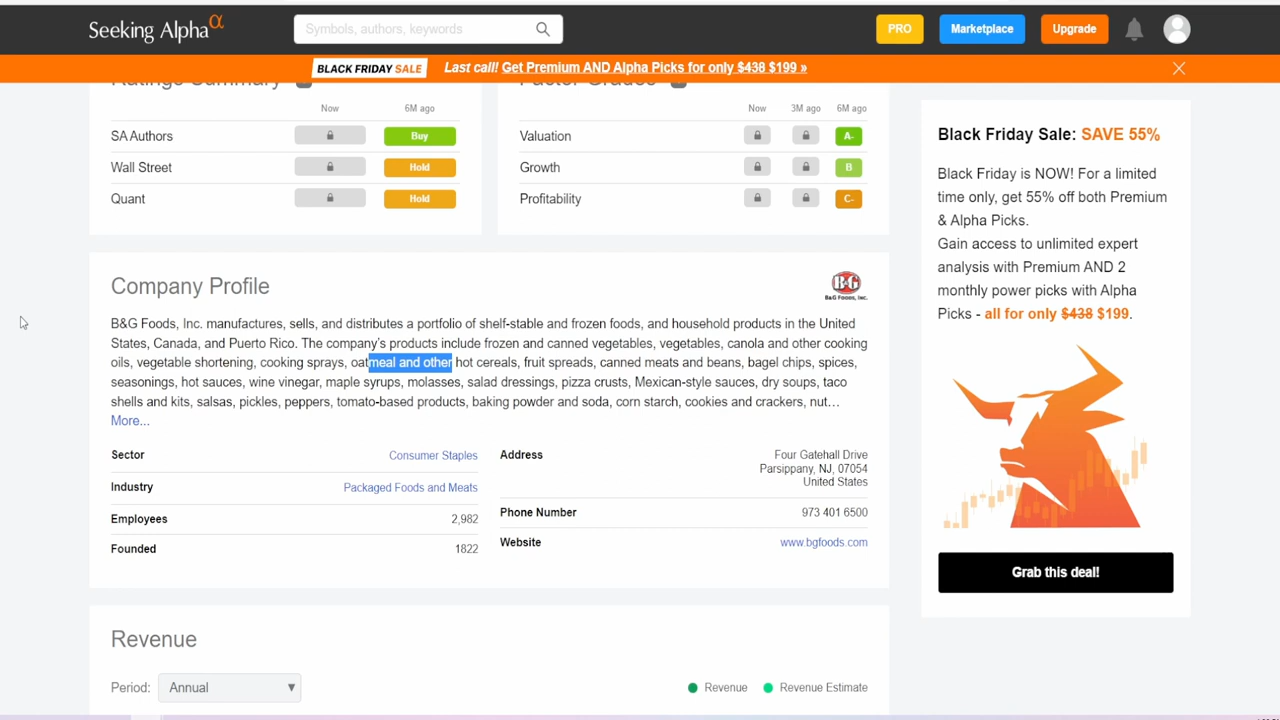 Seeking Alpha α
Symbols, authors, keywords
PRO
Marketplace
Upgrade
BLACK FRIDAY SALE Last call! Get Premium AND Alpha Picks for only $438 $199 »
Ratings Summary
Now 6M ago
SA Authors Buy
Wall Street Hold
Quant Hold
Factor Grades
Now 3M ago 6M ago
Valuation A-
Growth B
Profitability C-
Company Profile
B&G
B&G FOODS, INC.
B&G Foods, Inc. manufactures, sells, and distributes a portfolio of shelf-stable and frozen foods, and household products in the United
States, Canada, and Puerto Rico. The company's products include frozen and canned vegetables, vegetables, canola and other cooking
oils, vegetable shortening, cooking sprays, oatmeal and other hot cereals, fruit spreads, canned meats and beans, bagel chips, spices,
seasonings, hot sauces, wine vinegar, maple syrups, molasses, salad dressings, pizza crusts, Mexican-style sauces, dry soups, taco
shells and kits, salsas, pickles, peppers, tomato-based products, baking powder and soda, corn starch, cookies and crackers, nut…
More...
Sector Consumer Staples
Industry Packaged Foods and Meats
Employees 2,982
Founded 1822
Address Four Gatehall Drive
Parsippany, NJ, 07054
United States
Phone Number 973 401 6500
Website www.bgfoods.com
Revenue
Period: Annual
Revenue Revenue Estimate
Black Friday Sale: SAVE 55%
Black Friday is NOW! For a limited
time only, get 55% off both Premium
& Alpha Picks.
Gain access to unlimited expert
analysis with Premium AND 2
monthly power picks with Alpha
Picks - all for only $438 $199.
Grab this deal!